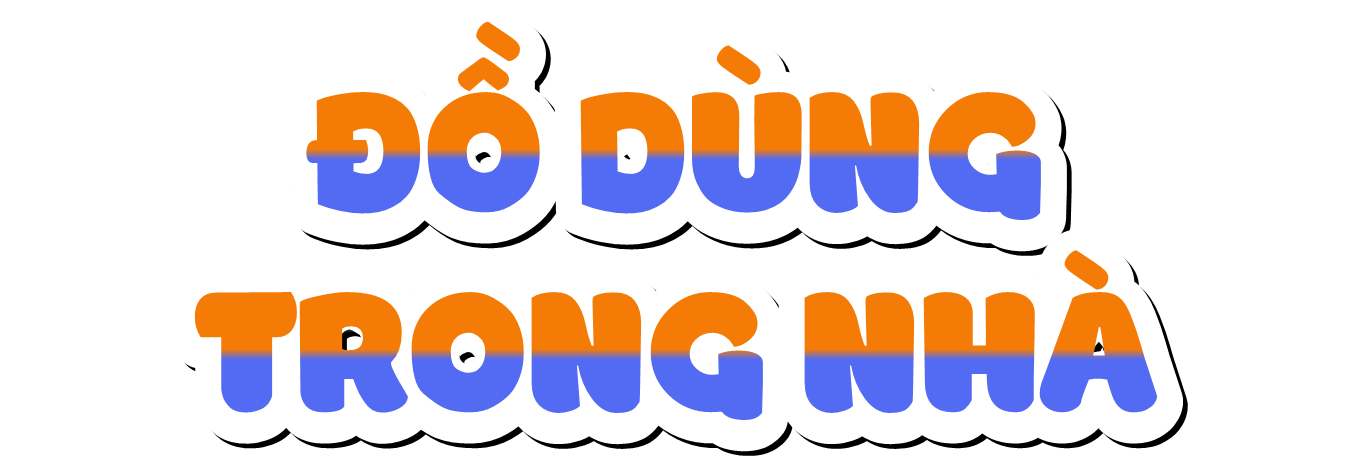 ĐỒ DÙNG
TRONG NHÀ